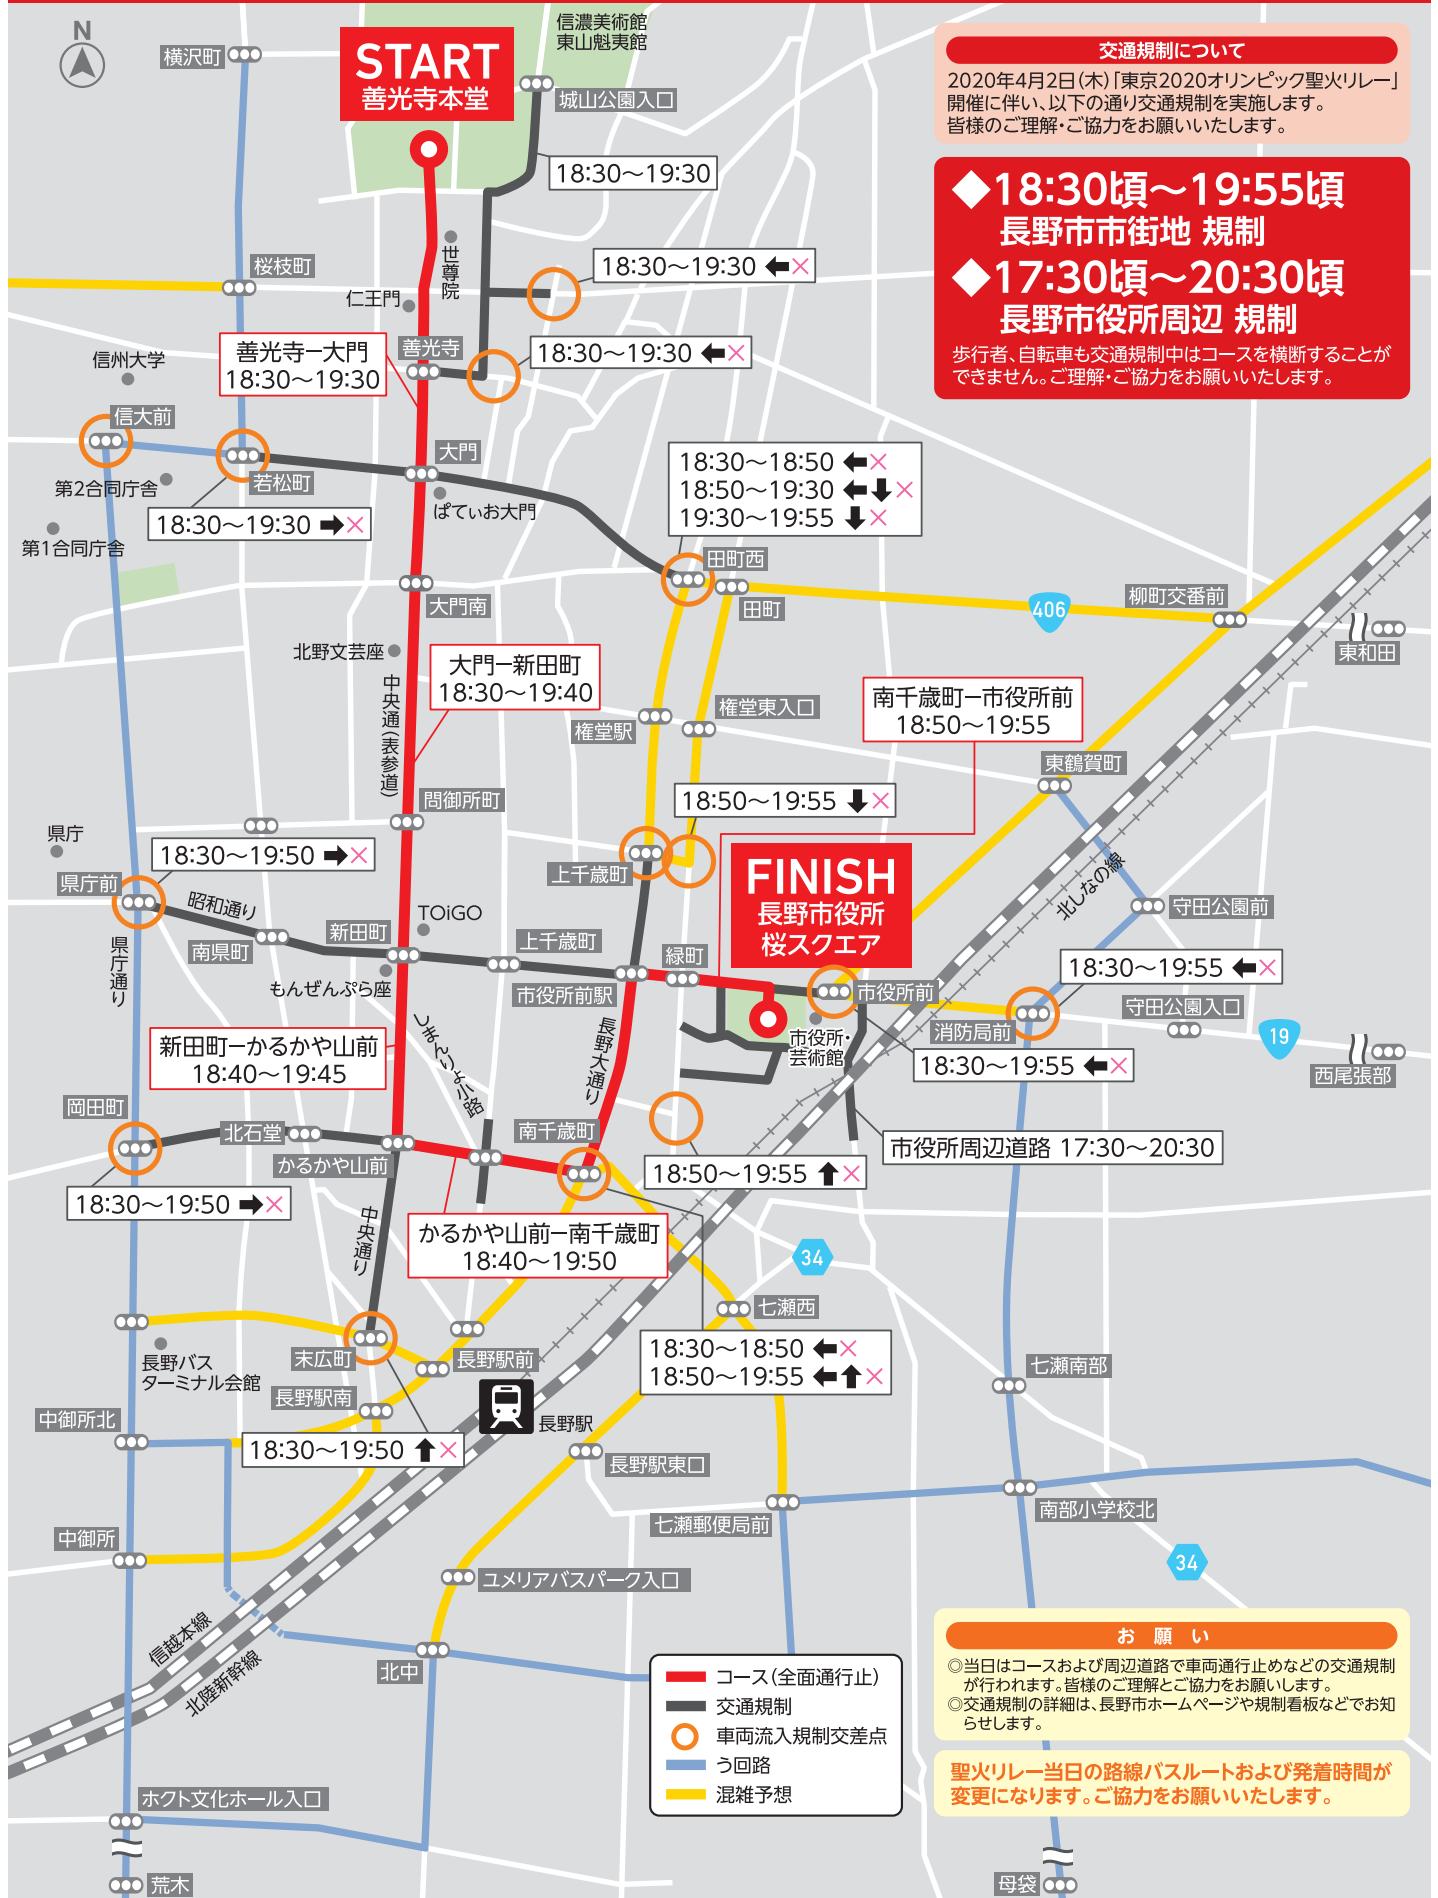 N
横沢町
START
善光寺本堂
信濃美術館
東山魁夷館
城山公園入口
18:30〜19:30
交通規制について
2020年4月2日(木)「東京2020オリンピック聖火リレー」
開催に伴い、以下の通り交通規制を実施します。
皆様のご理解・ご協力をお願いいたします。
◆18:30頃〜19:55頃
長野市市街地 規制
◆17:30頃〜20:30頃
長野市役所周辺 規制
歩行者、自転車も交通規制中はコースを横断することが
できません。ご理解・ご協力をお願いいたします。
世尊院
桜枝町
仁王門
18:30〜19:30 ←×
善光寺
18:30〜19:30 ←×
善光寺ー大門
18:30〜19:30
信州大学
信大前
大門
若松町
第2合同庁舎
ぱてぃお大門
18:30〜19:30 →×
第1合同庁舎
18:30〜18:50 ←×
18:50〜19:30 ←↓×
19:30〜19:55 ↓×
田町西
田町
大門南
406
柳町交番前
東和田
北野文芸座
中央通(表参道)
大門ー新田町
18:30〜19:40
権堂東入口
権堂駅
南千歳町ー市役所前
18:50〜19:55
東鶴賀町
問御所町
18:50〜19:55 ↓×
県庁
18:30〜19:50 →×
県庁前
昭和通り
上千歳町
FINISH
長野市役所
桜スクエア
北しなの線
守田公園前
TOiGO
新田町
南県町
県庁通り
上千歳町
緑町
市役所前駅
もんぜんぷら座
市役所前
18:30〜19:55 ←×
守田公園入口
消防局前
19
西尾張部
市役所・
芸術館
18:30〜19:55 ←×
しまんりょ小路
長野大通り
新田町ーかるかや山前
18:40〜19:45
岡田町
北石堂
かるかや山前
南千歳町
市役所周辺道路 17:30〜20:30
18:50〜19:55 ↑×
18:30〜19:50 →×
中央通り
かるかや山前ー南千歳町
18:40〜19:50
34
七瀬西
18:30〜18:50 ←×
18:50〜19:55 ←↑×
長野バス
ターミナル会館
末広町
長野駅前
長野駅南
長野駅
七瀬南部
中御所北
18:30〜19:50 ↑×
長野駅東口
七瀬郵便局前
南部小学校北
中御所
34
ユメリアバスパーク入口
信越本線
北陸新幹線
北中
コース(全面通行止)
交通規制
車両流入規制交差点
う回路
混雑予想
お 願 い
◎当日はコースおよび周辺道路で車両通行止めなどの交通規制
が行われます。皆様のご理解とご協力をお願いします。
◎交通規制の詳細は、長野市ホームページや規制看板などでお知
らせします。
聖火リレー当日の路線バスルートおよび発着時間が
変更になります。ご協力をお願いいたします。
ホクト文化ホール入口
荒木
母袋